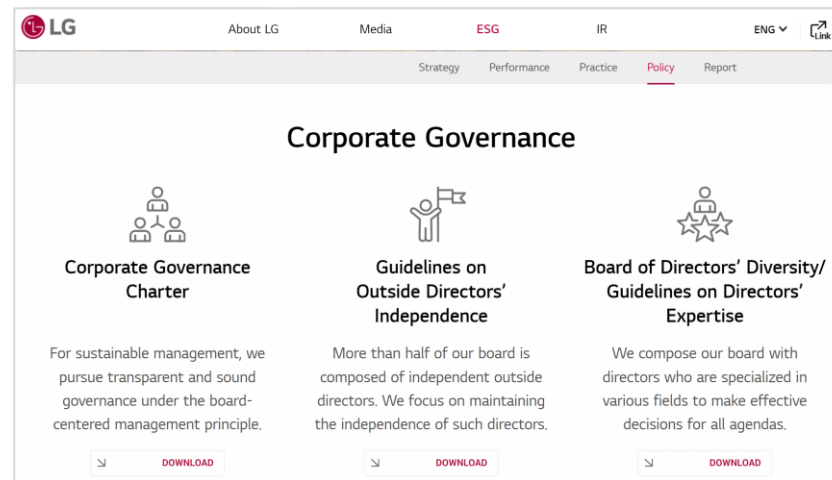 LG
About LG Media ESG IR ENG Link
Strategy Performance Practice Policy Report
Corporate Governance
Corporate Governance
Charter
For sustainable management, we
pursue transparent and sound
governance under the board-
centered management principle.
DOWNLOAD
Guidelines on
Outside Directors'
Independence
More than half of our board is
composed of independent outside
directors. We focus on maintaining
the independence of such directors.
DOWNLOAD
Board of Directors' Diversity/
Guidelines on Directors'
Expertise
We compose our board with
directors who are specialized in
various fields to make effective
decisions for all agendas.
DOWNLOAD